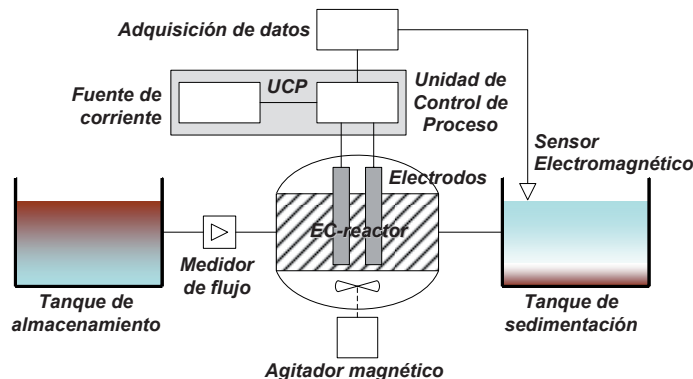 Adquisición de datos
UCP
Fuente de
corriente
Unidad de
Control de
Proceso
Sensor
Electromagnético
Electrodos
EC-reactor
Medidor
de flujo
Tanque de
almacenamiento
Tanque de
sedimentación
Agitador magnético